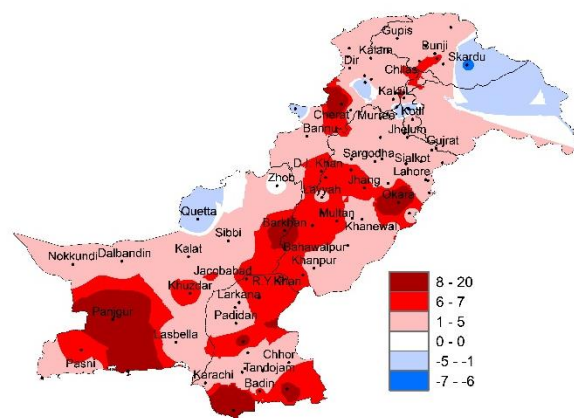 Gupis
Bunji
Kalam
Dir
Chilas
Skardu
Kakul
Cherat
Murree
Kotli
Bannu
Jhelum
Gujrat
Sargodha
Sialkot
D.I. Khan
Lahore
Zhob
Jhang
Layyah
Okara
Quetta
Multan
Barkhan
Khanewal
Sibbi
Kalat
Bahawalpur
Nokkundi
Dalbandin
Khanpur
Jacobabad
R.Y. Khan
Khuzdar
Larkana
Panjgur
Padidan
Lasbella
Pasni
Chhor
Tandojam
Karachi
Badin
8 - 20
6 - 7
1 - 5
0 - 0
-5 - -1
-7 - -6